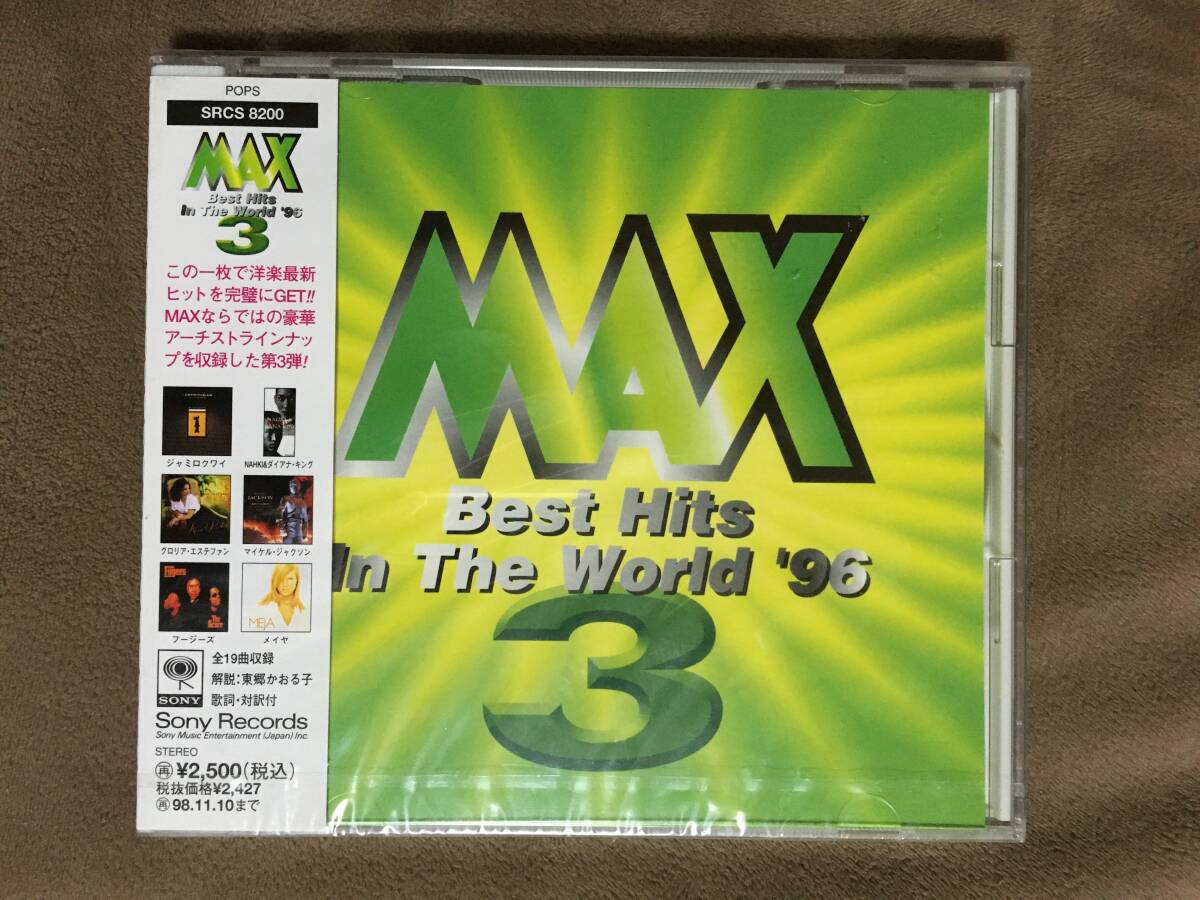 POPS
SRCS 8200
MAX
Best Hits
In The World '96
3
この一枚で洋楽最新
ヒットを完璧にGET!!
MAXならではの豪華
アーチストラインナッ
プを収録した第3弾!
ジャミロクワイ
NAHKI&ダイアナ・キング
JACKSON
グロリア・エステファン
マイケル・ジャクソン
Fugees
The Score
MEJA
フージーズ
メイヤ
全19曲収録
解説:東郷かおる子
歌詞・対訳付
SONY
Sony Records
Sony Music Entertainment (Japan) Inc.
STEREO
再 ¥2,500(税込)
税抜価格¥2,427
再 98.11.10まで
MAX
Best Hits
In The World '96
3